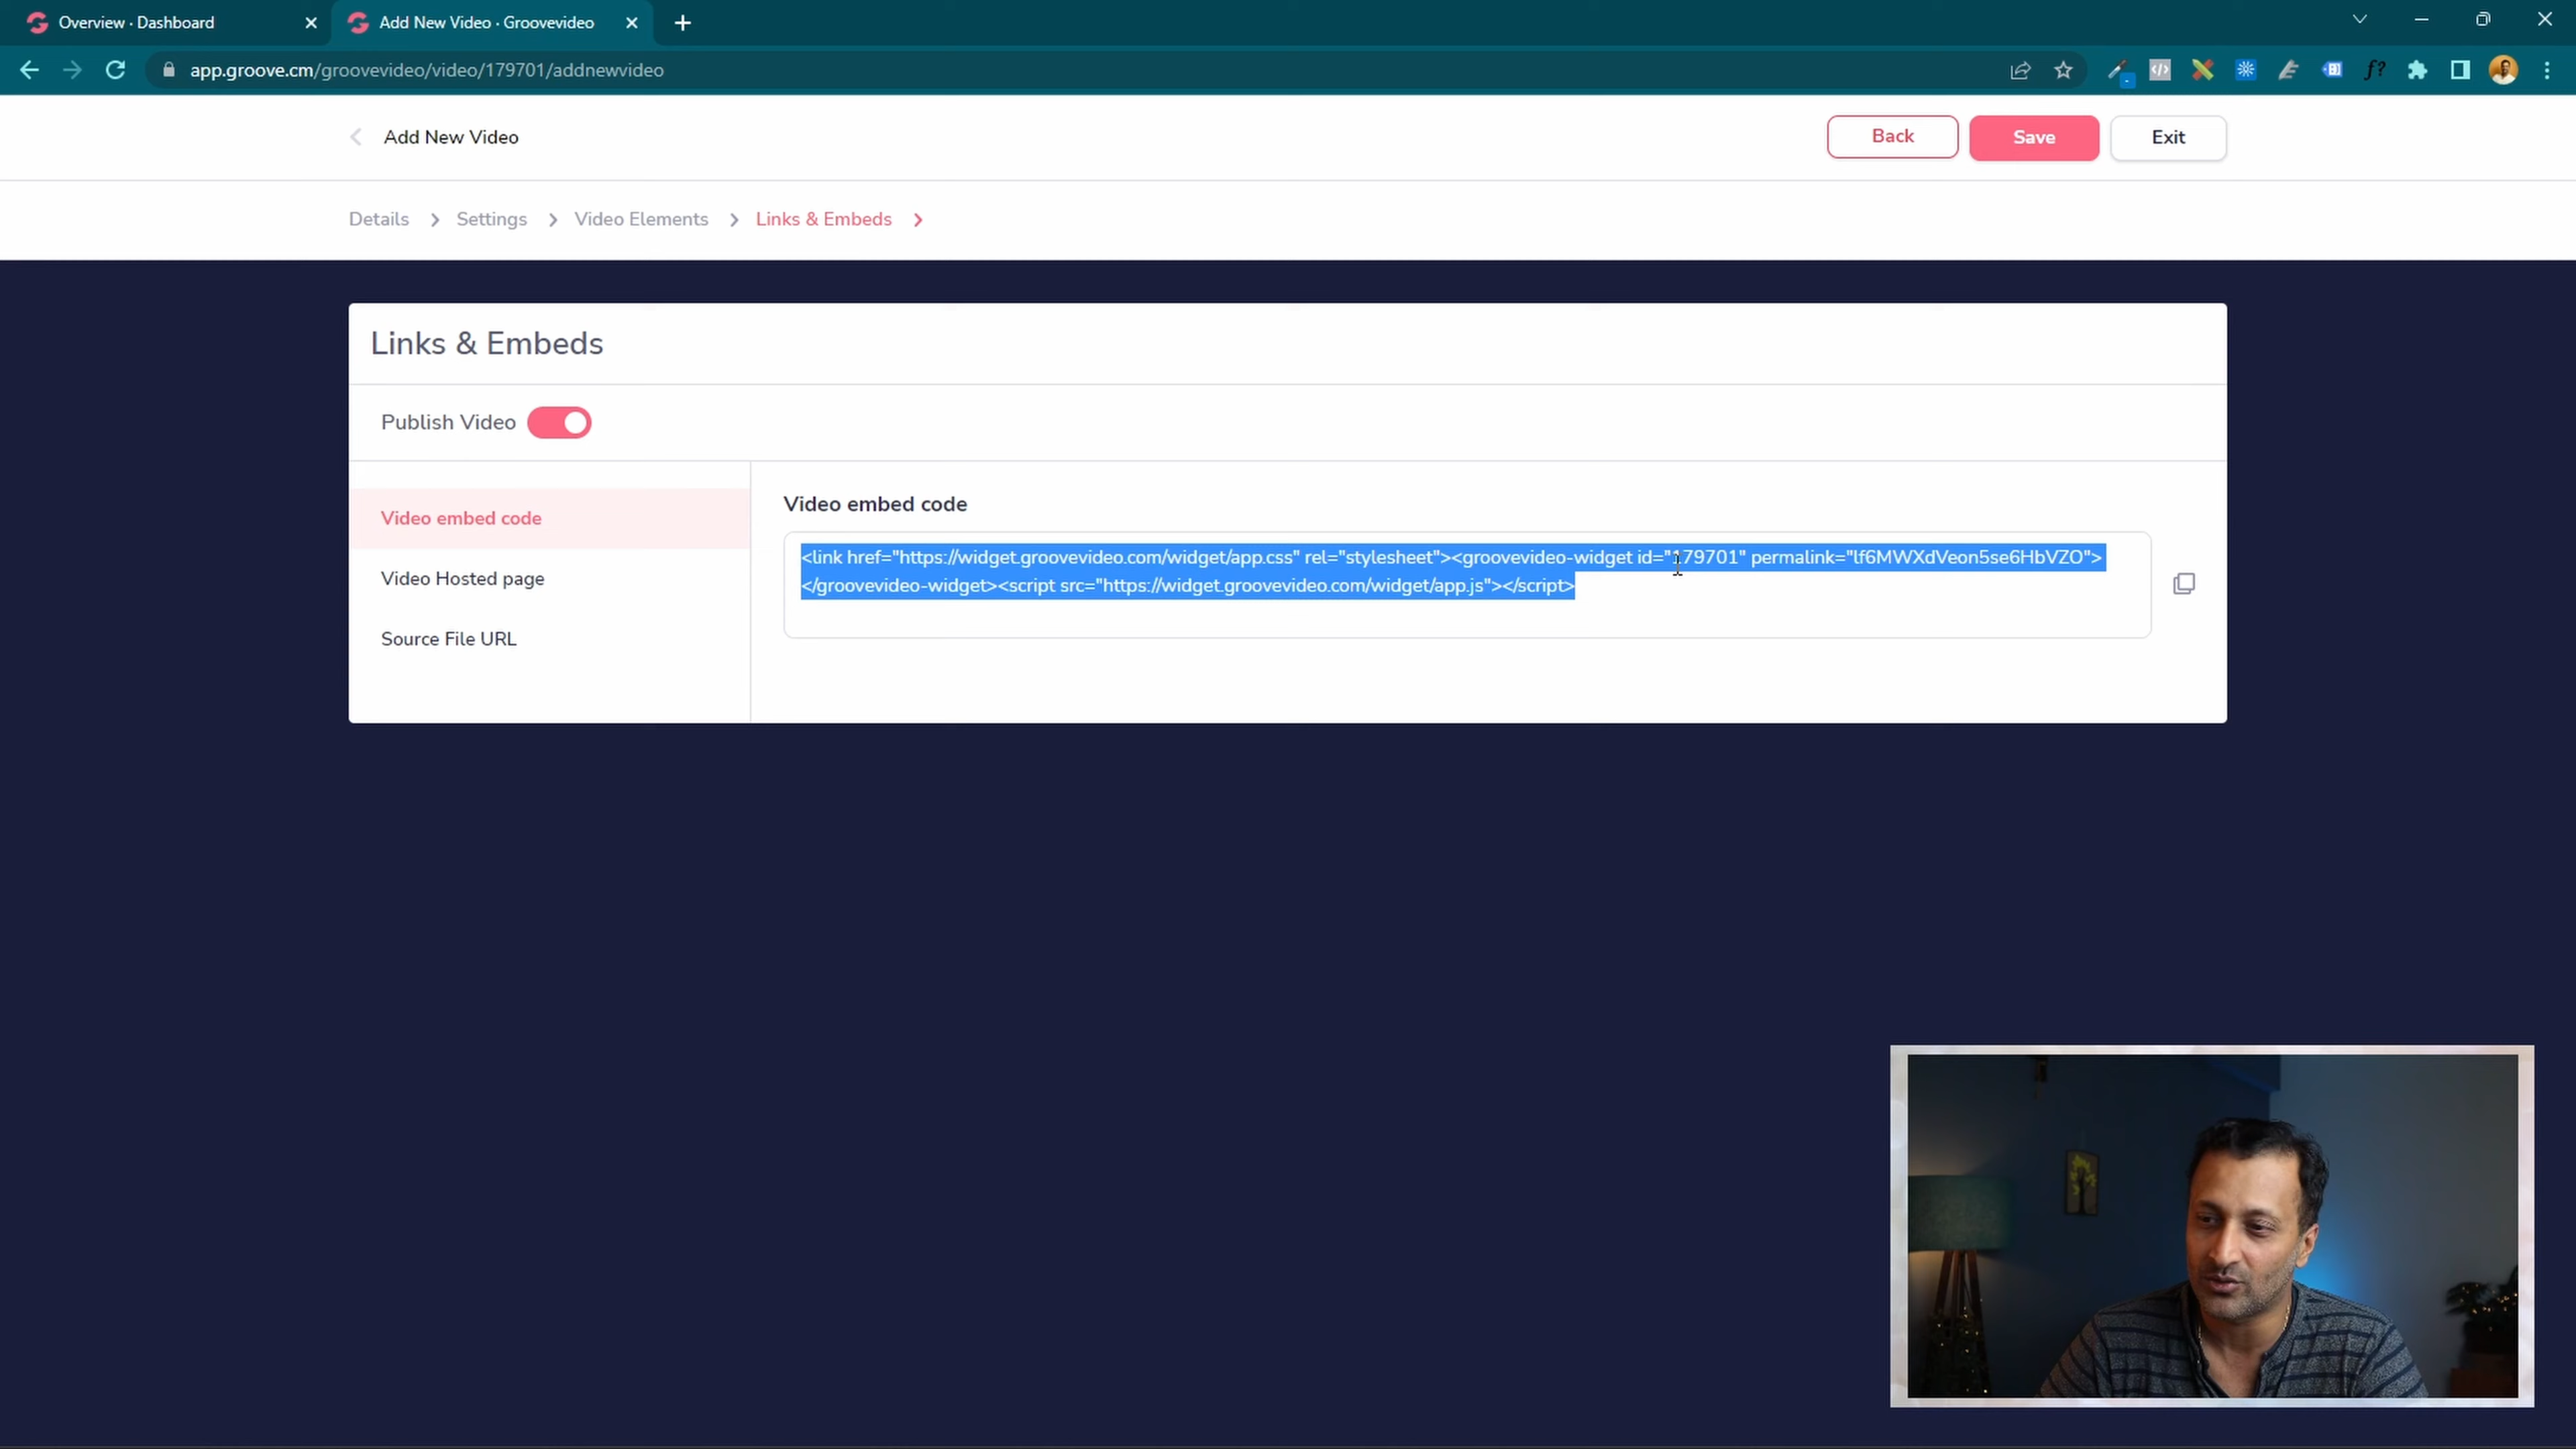 Overview · Dashboard
Add New Video · Groovevideo
app.groove.cm/groovevideo/video/179701/addnewvideo
f?
Add New Video
Back
Save
Exit
Details
Settings
Video Elements
Links & Embeds
Links & Embeds
Publish Video
Video embed code
Video Hosted page
Source File URL
Video embed code
<link href="https://widget.groovevideo.com/widget/app.css" rel="stylesheet"><groovevideo-widget id="179701" permalink="lf6MWXdVeon5se6HbVZO">
</groovevideo-widget><script src="https://widget.groovevideo.com/widget/app.js"></script>